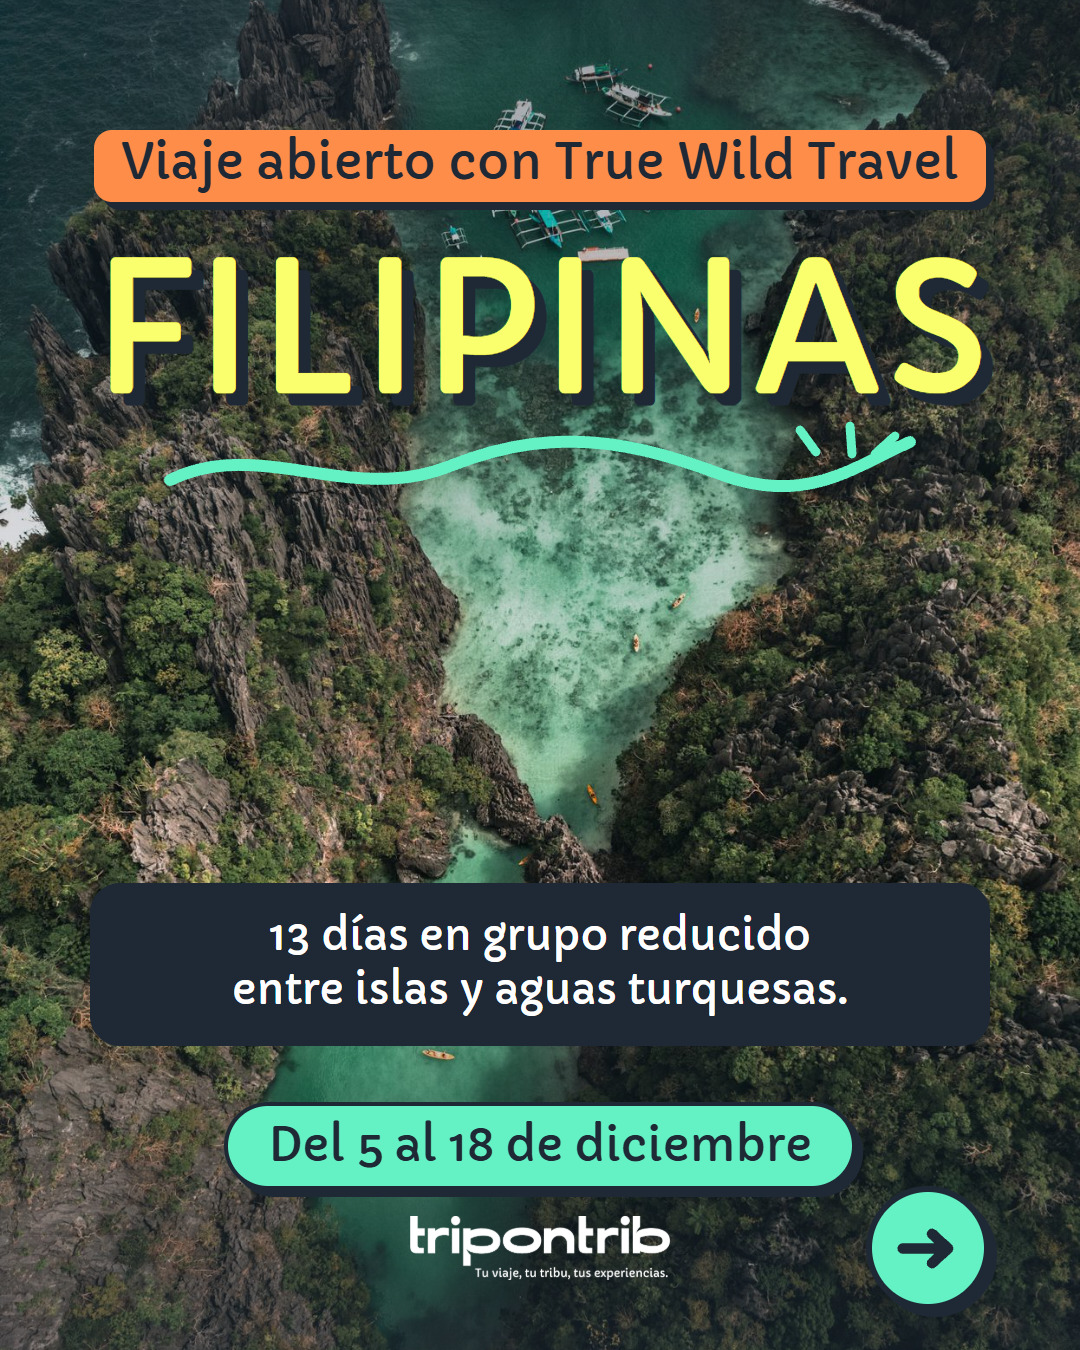 Viaje abierto con True Wild Travel
FILIPINAS
13 días en grupo reducido
entre islas y aguas turquesas.
Del 5 al 18 de diciembre
tripontrib
Tu viaje, tu tribu, tus experiencias.